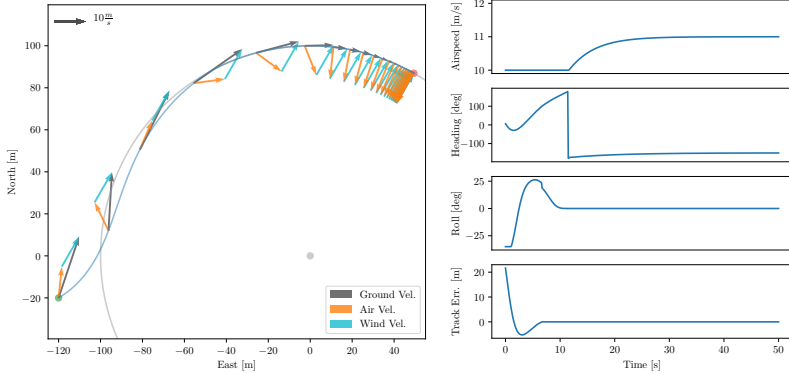 10 m/s
100
80
60
40
20
0
−20
North [m]
−120 −100 −80 −60 −40 −20 0 20 40
East [m]
Ground Vel.
Air Vel.
Wind Vel.
12
11
10
Airspeed [m/s]
100
0
−100
Heading [deg]
25
0
−25
Roll [deg]
20
0
Track Err. [m]
0 10 20 30 40 50
Time [s]